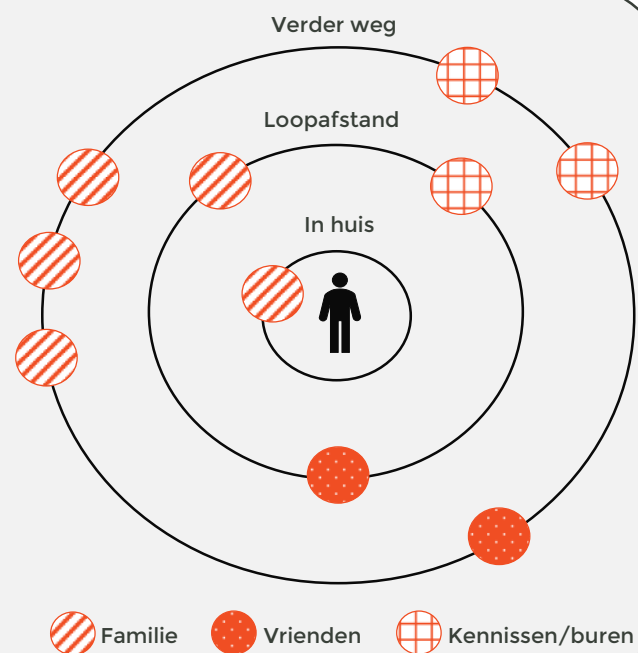 Verder weg
Loopafstand
In huis
Familie Vrienden Kennissen/buren